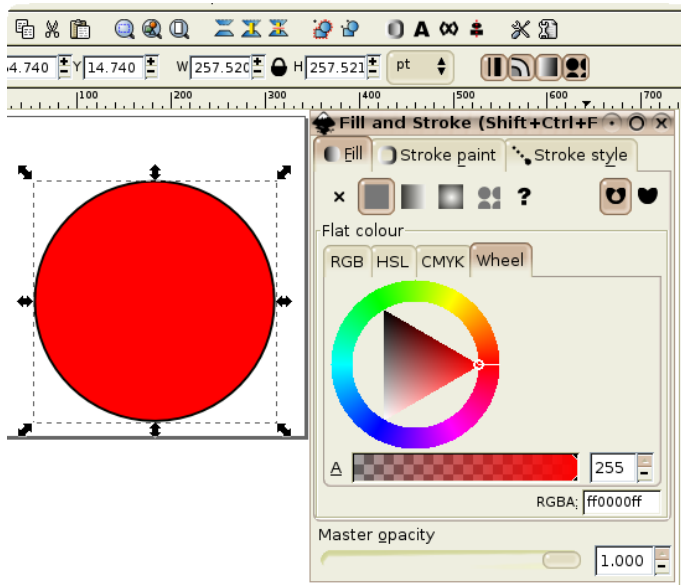 4.740 Y 14.740 W 257.520 H 257.521 pt
100 200 300 400 500 600 700
Fill and Stroke (Shift+Ctrl+F
Fill Stroke paint Stroke style
?
Flat colour
RGB HSL CMYK Wheel
A 255
RGBA: ff0000ff
Master opacity
1.000